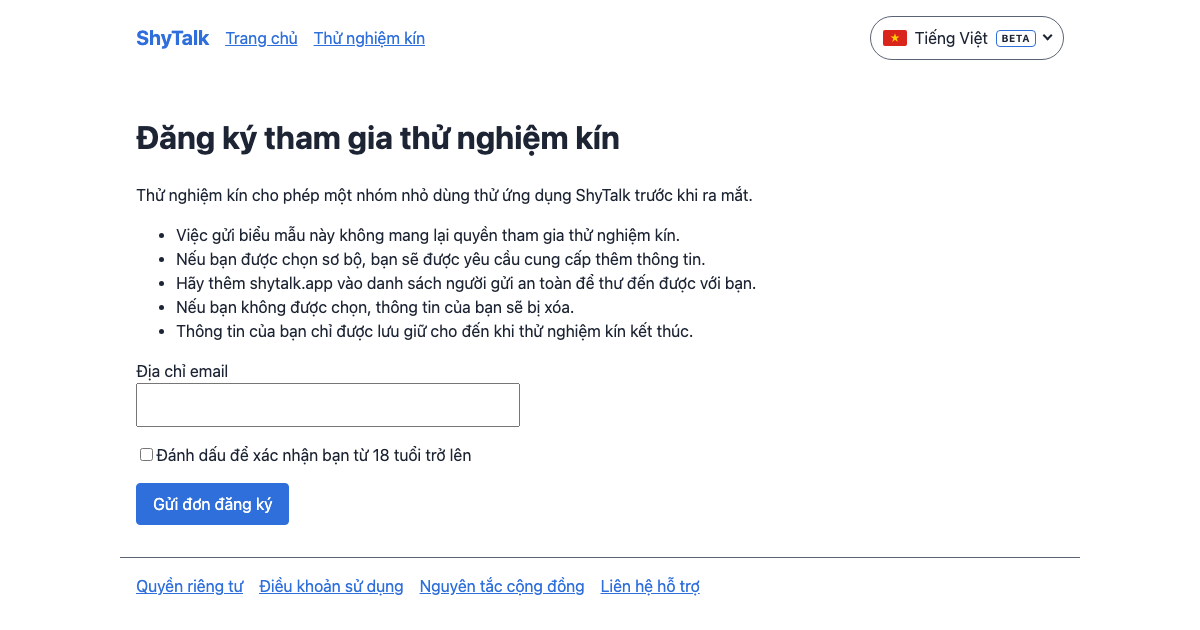 ShyTalk Trang chủ Thử nghiệm kín Tiếng Việt BETA
Đăng ký tham gia thử nghiệm kín
Thử nghiệm kín cho phép một nhóm nhỏ dùng thử ứng dụng ShyTalk trước khi ra mắt.
Việc gửi biểu mẫu này không mang lại quyền tham gia thử nghiệm kín.
Nếu bạn được chọn sơ bộ, bạn sẽ được yêu cầu cung cấp thêm thông tin.
Hãy thêm shytalk.app vào danh sách người gửi an toàn để thư đến được với bạn.
Nếu bạn không được chọn, thông tin của bạn sẽ bị xóa.
Thông tin của bạn chỉ được lưu giữ cho đến khi thử nghiệm kín kết thúc.
Địa chỉ email
Đánh dấu để xác nhận bạn từ 18 tuổi trở lên
Gửi đơn đăng ký
Quyền riêng tư Điều khoản sử dụng Nguyên tắc cộng đồng Liên hệ hỗ trợ